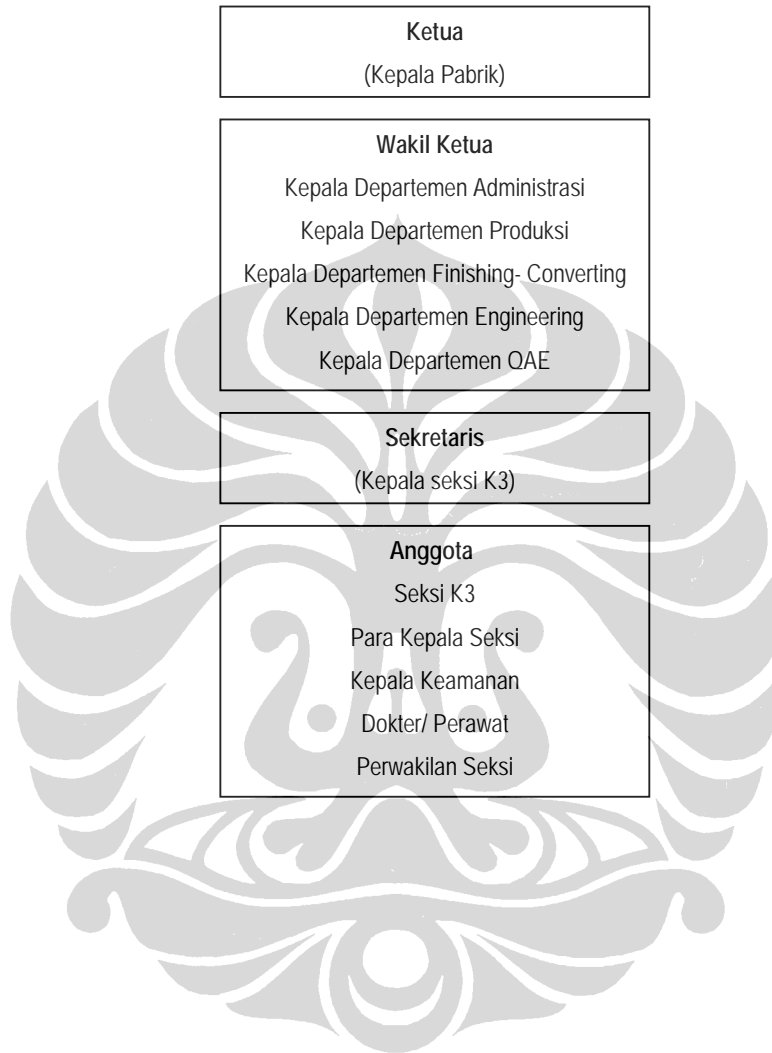 Ketua
(Kepala Pabrik)
Wakil Ketua
Kepala Departemen Administrasi
Kepala Departemen Produksi
Kepala Departemen Finishing- Converting
Kepala Departemen Engineering
Kepala Departemen QAE
Sekretaris
(Kepala seksi K3)
Anggota
Seksi K3
Para Kepala Seksi
Kepala Keamanan
Dokter/ Perawat
Perwakilan Seksi